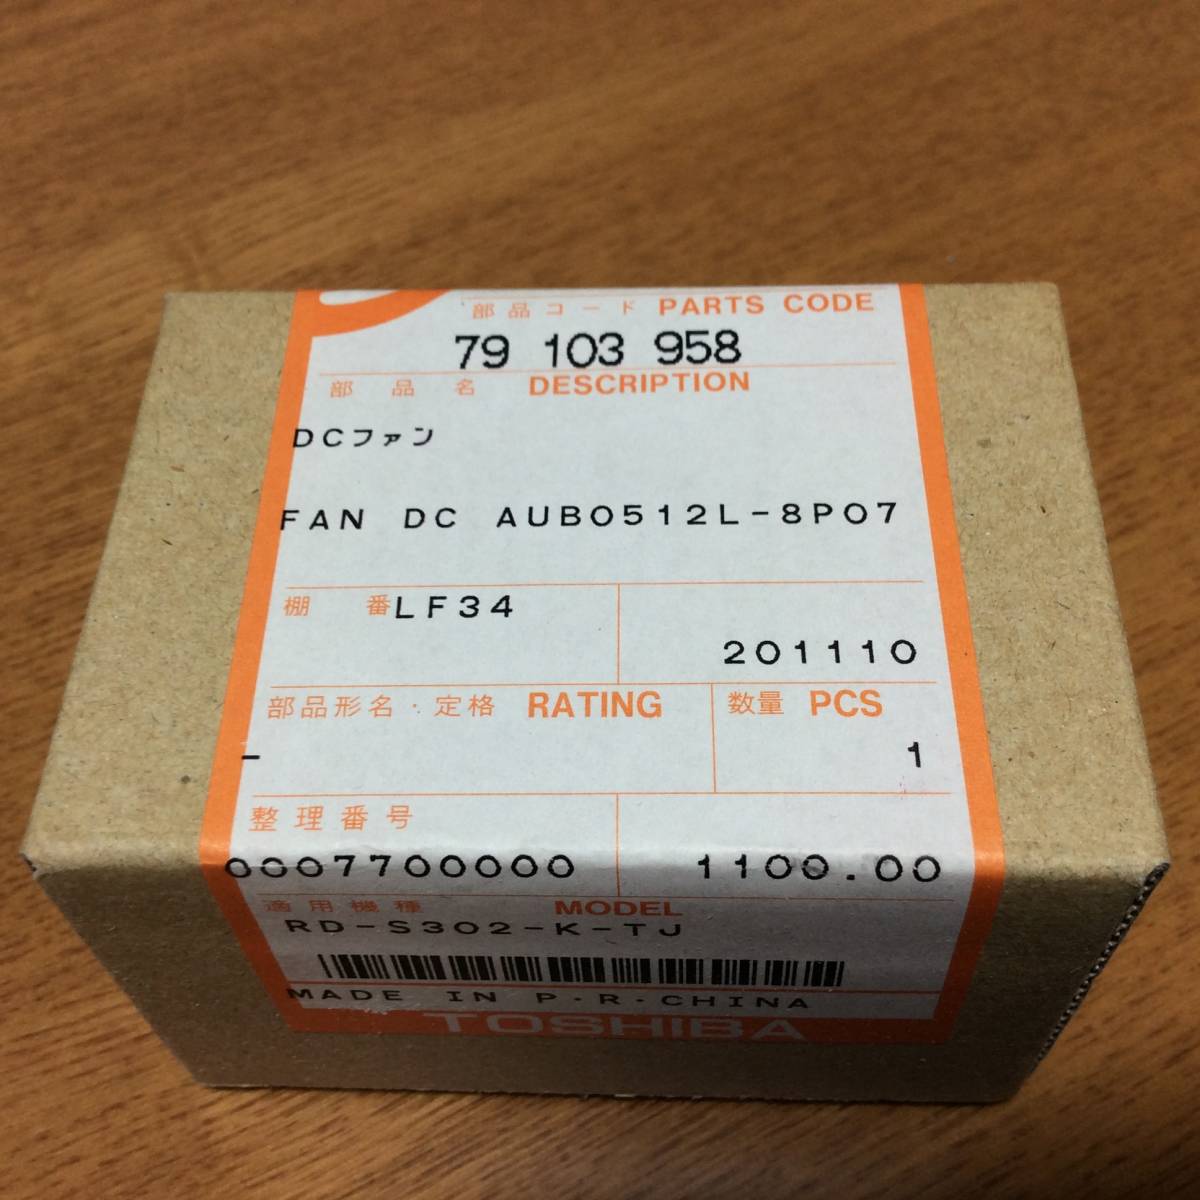 部品コード PARTS CODE
79 103 958
部品名 DESCRIPTION
DCファン
FAN DC AUB0512L-8P07
棚番 LF34
201110
部品形名・定格 RATING 数量 PCS
- 1
整理番号
0007700000 1100.00
適用機種 MODEL
RD-S302-K-TJ
MADE IN P.R.CHINA
TOSHIBA